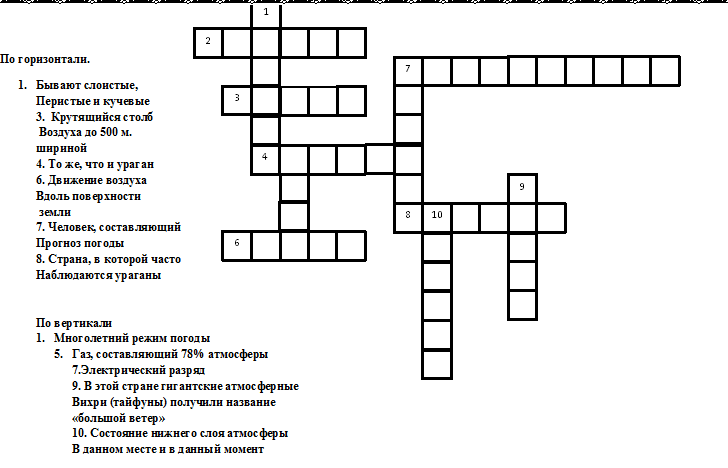 1
2
По горизонтали.
7
1. Бывают слоистые,
Перистые и кучевые
3
3. Крутящийся столб
Воздуха до 500 м.
шириной
4
4. То же, что и ураган
6. Движение воздуха
9
Вдоль поверхности
земли
8 10
7. Человек, составляющий
Прогноз погоды
6
8. Страна, в которой часто
Наблюдаются ураганы
По вертикали
1. Многолетний режим погоды
5. Газ, составляющий 78% атмосферы
7.Электрический разряд
9. В этой стране гигантские атмосферные
Вихри (тайфуны) получили название
«большой ветер»
10. Состояние нижнего слоя атмосферы
В данном месте и в данный момент